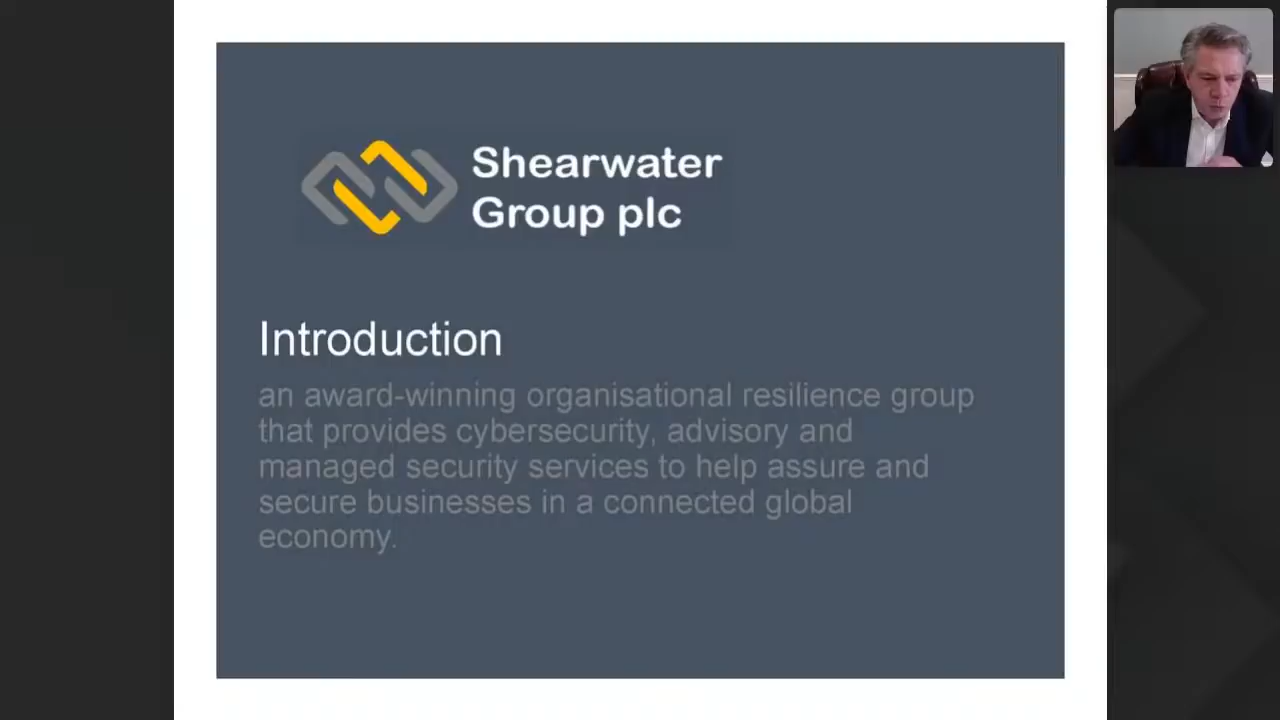 Shearwater
Group plc
Introduction
an award-winning organisational resilience group
that provides cybersecurity, advisory and
managed security services to help assure and
secure businesses in a connected global
economy.